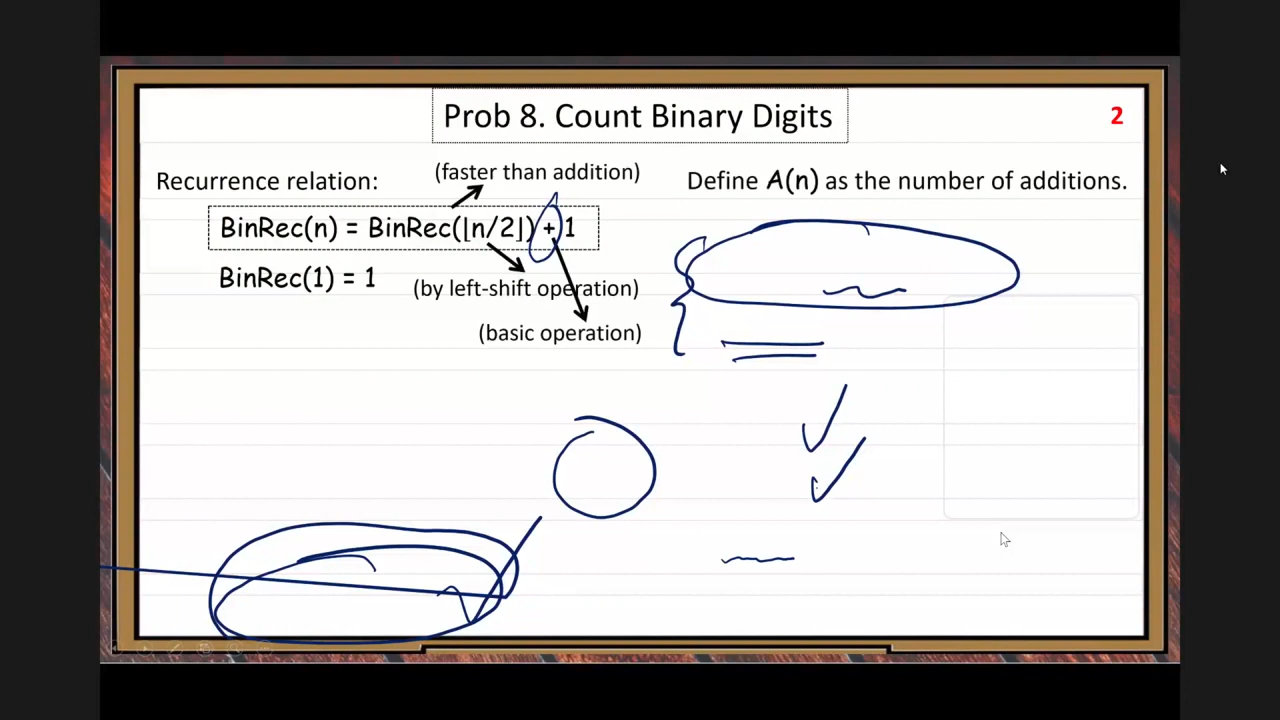 Prob 8. Count Binary Digits
2
Recurrence relation:
(faster than addition)
BinRec(n) = BinRec(⌊n/2⌋) + 1
BinRec(1) = 1
(by left-shift operation)
(basic operation)
Define A(n) as the number of additions.